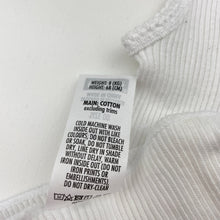 WEIGHT: 8 (KG)
HEIGHT: 68 (CM)
MAIN: COTTON
excluding trims
COLD MACHINE WASH
INSIDE OUT WITH LIKE
COLOURS. DO NOT BLEACH
OR SOAK, DO NOT TUMBLE
DRY. LINE DRY IN SHADE
WITHOUT DELAY. WARM
IRON INSIDE OUT (DO
NOT IRON PRINTS OR
EMBELLISHMENTS)
DO NOT DRY-CLEAN